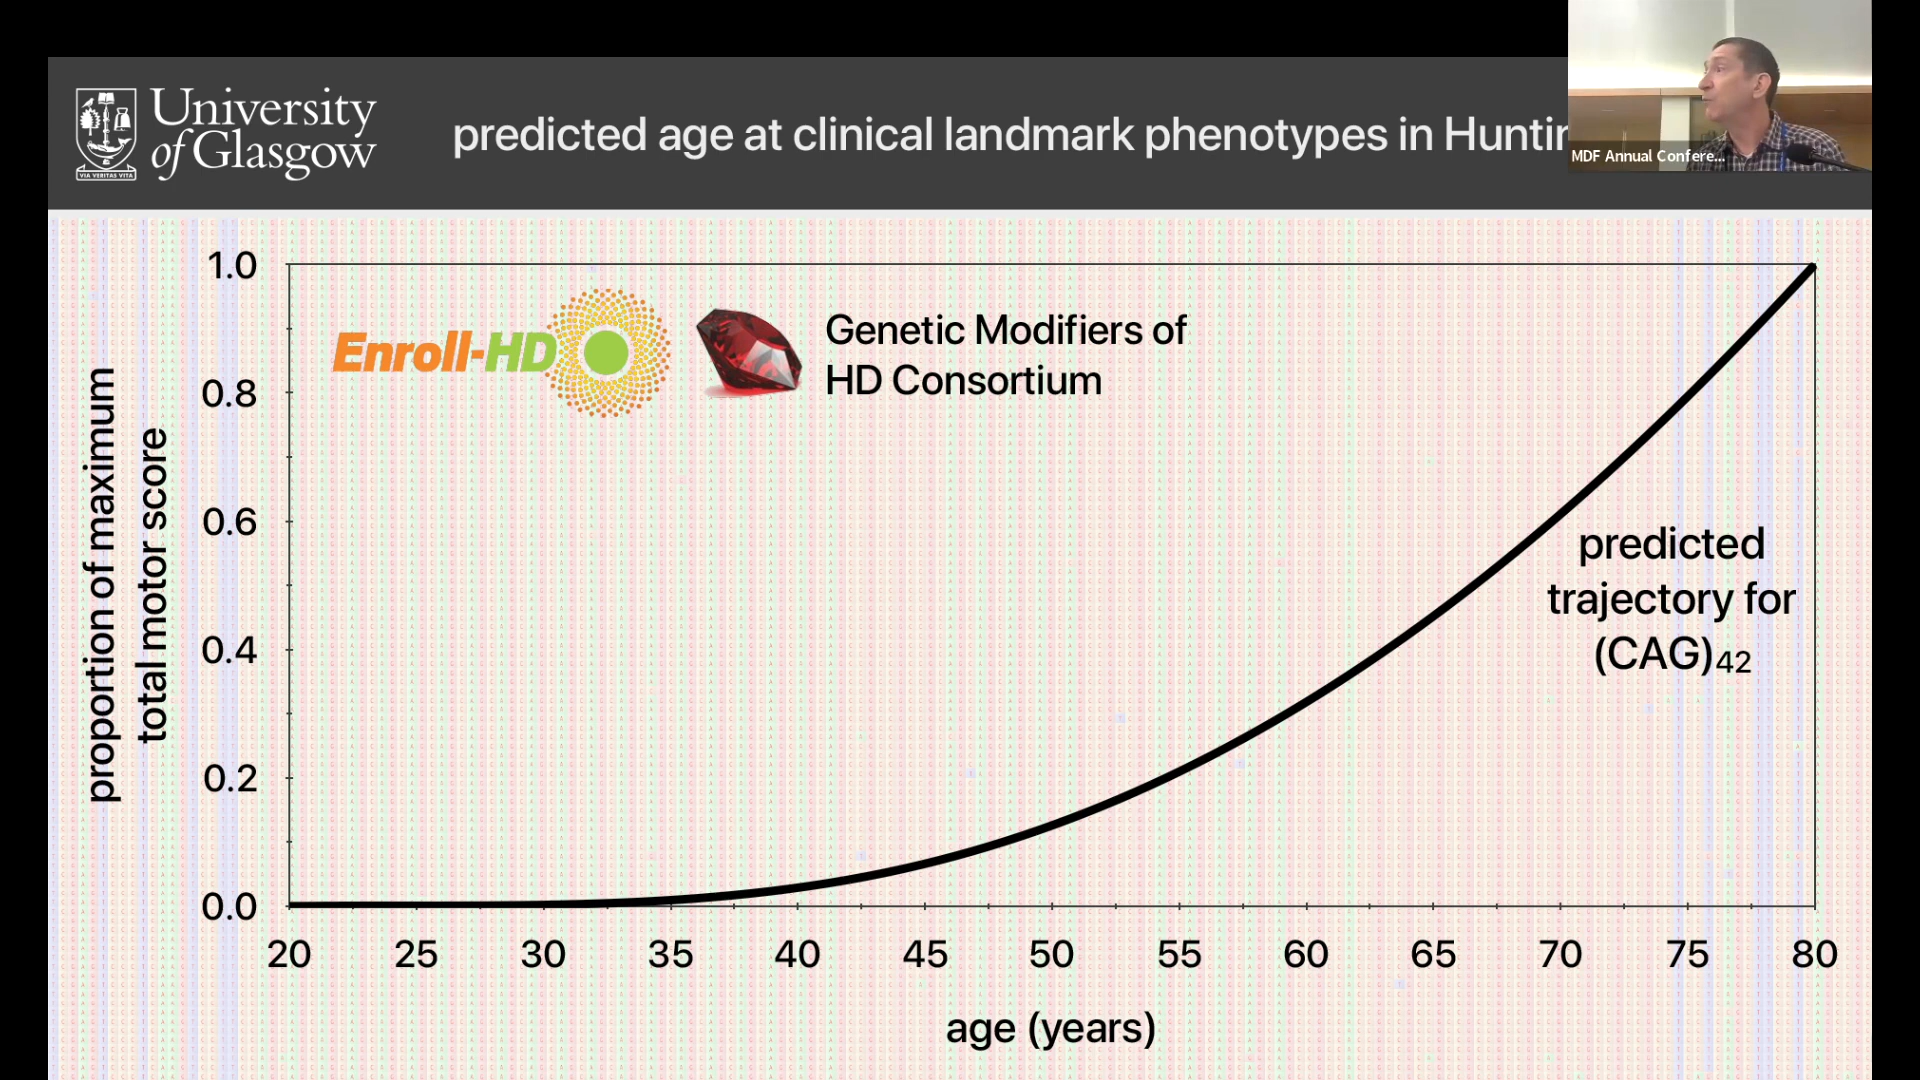 University
of Glasgow
VIA VERITAS VITA
predicted age at clinical landmark phenotypes in
MDF Annual Confere...
1.0
0.8
0.6
0.4
0.2
0.0
proportion of maximum
total motor score
Enroll-HD
Genetic Modifiers of
HD Consortium
predicted
trajectory for
(CAG)₄₂
20 25 30 35 40 45 50 55 60 65 70 75 80
age (years)